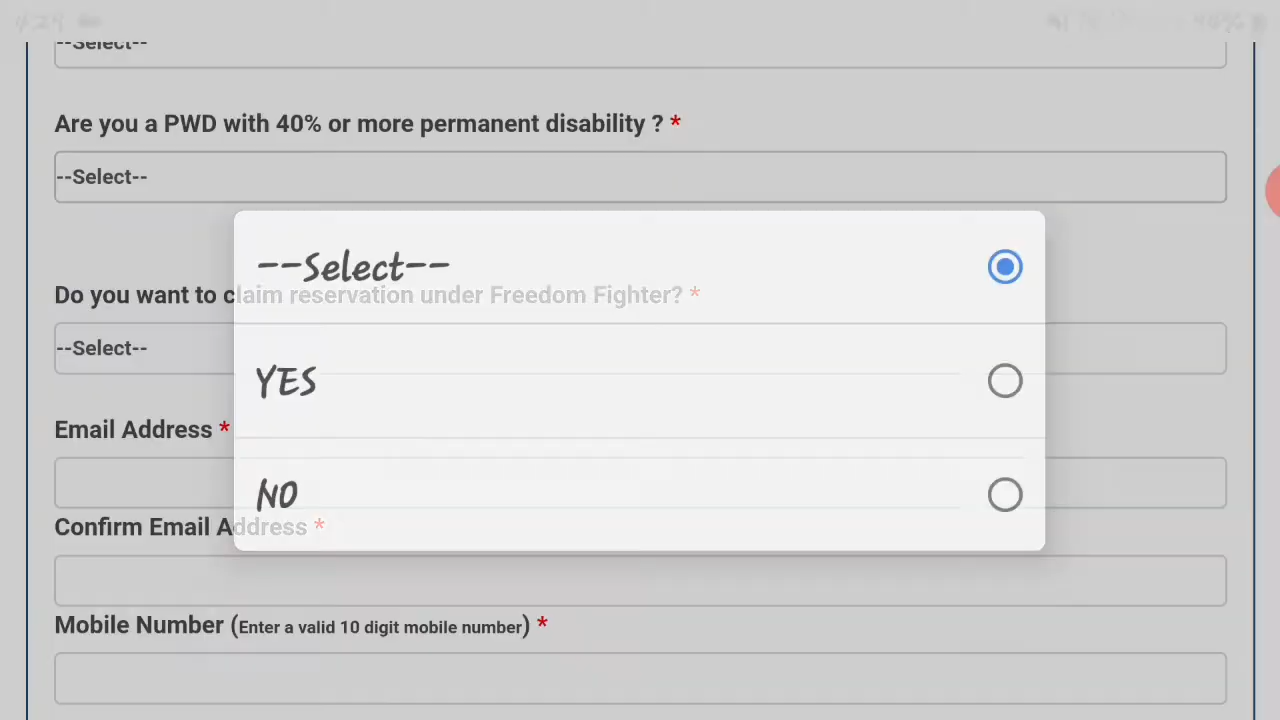 --Select--
Are you a PWD with 40% or more permanent disability ? *
--Select--
--Select--
Do you want to claim reservation under Freedom Fighter? *
--Select--
YES
Email Address *
NO
Confirm Email Address *
Mobile Number (Enter a valid 10 digit mobile number) *